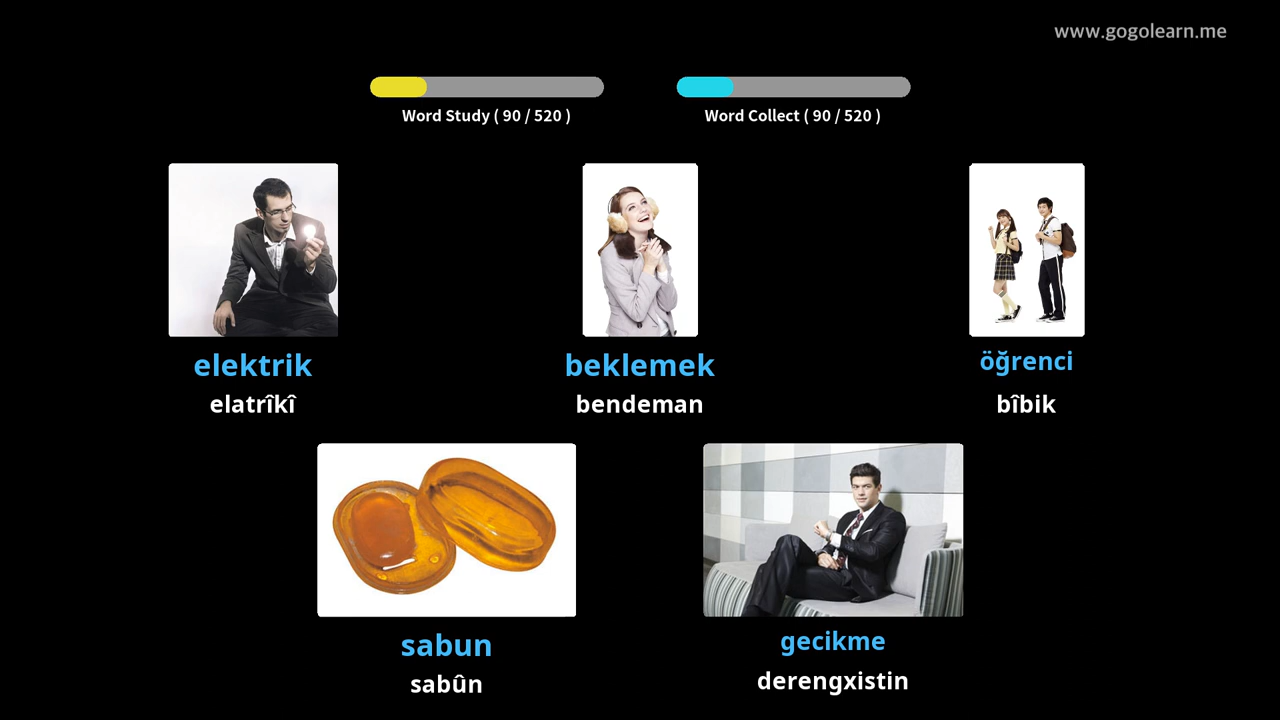 www.gogolearn.me
Word Study ( 90 / 520 )
Word Collect ( 90 / 520 )
elektrik
elatrîkî
beklemek
bendeman
öğrenci
bîbik
sabun
sabûn
gecikme
derengxistin